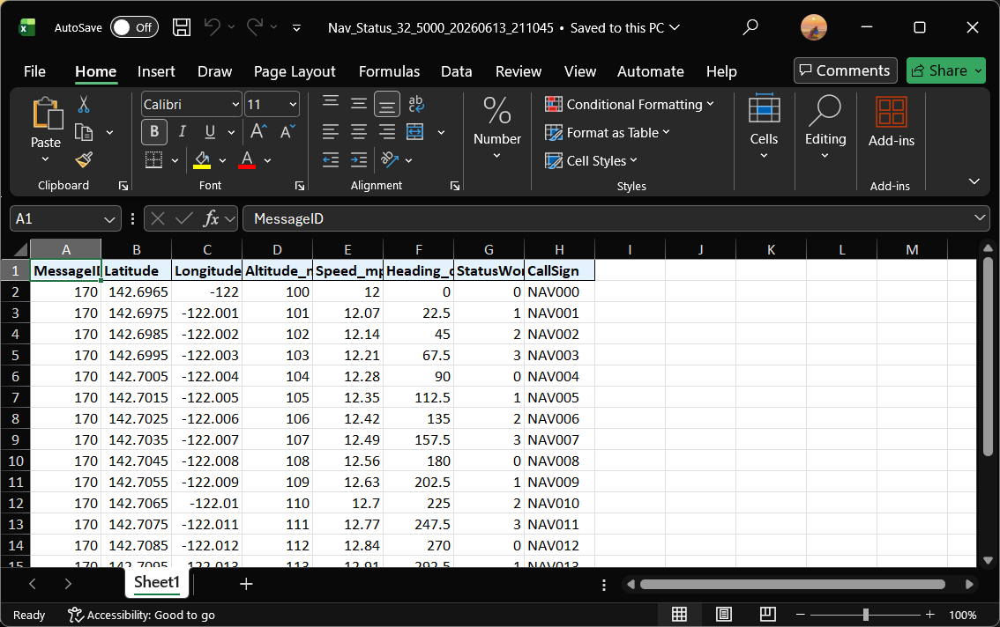 AutoSave Off Nav_Status_32_5000_20260613_211045 • Saved to this PC
File Home Insert Draw Page Layout Formulas Data Review View Automate Help Comments Share
Paste
Clipboard
Calibri 11
B I U A A
ab
A
Font
Alignment
%
Number
Conditional Formatting
Format as Table
Cell Styles
Styles
Cells
Editing
Add-ins
Add-ins
A1 fx MessageID
A B C D E F G H I J K L M
1 MessageI Latitude Longitude Altitude_ Speed_mp Heading_ StatusWo CallSign
2 170 142.6965 -122 100 12 0 0 NAV000
3 170 142.6975 -122.001 101 12.07 22.5 1 NAV001
4 170 142.6985 -122.002 102 12.14 45 2 NAV002
5 170 142.6995 -122.003 103 12.21 67.5 3 NAV003
6 170 142.7005 -122.004 104 12.28 90 0 NAV004
7 170 142.7015 -122.005 105 12.35 112.5 1 NAV005
8 170 142.7025 -122.006 106 12.42 135 2 NAV006
9 170 142.7035 -122.007 107 12.49 157.5 3 NAV007
10 170 142.7045 -122.008 108 12.56 180 0 NAV008
11 170 142.7055 -122.009 109 12.63 202.5 1 NAV009
12 170 142.7065 -122.01 110 12.7 225 2 NAV010
13 170 142.7075 -122.011 111 12.77 247.5 3 NAV011
14 170 142.7085 -122.012 112 12.84 270 0 NAV012
15 170 142.7095 -122.013 113 12.91 292.5 1 NAV013
Sheet1
Ready Accessibility: Good to go 100%